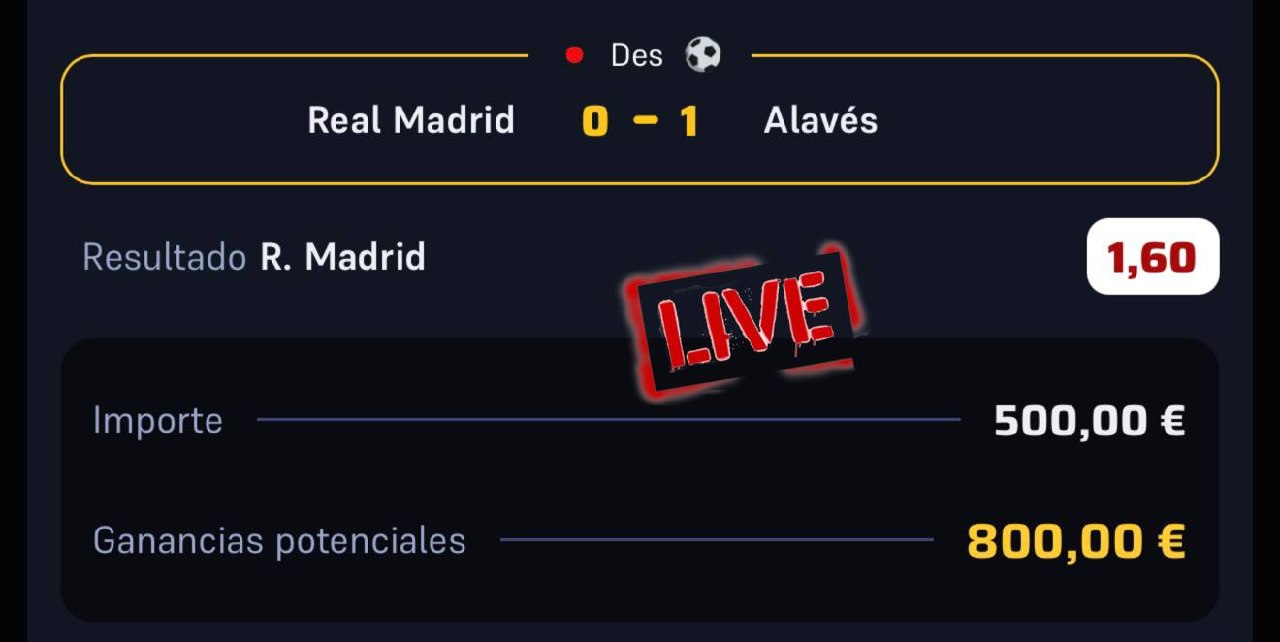 Des
Real Madrid 0 - 1 Alavés
Resultado R. Madrid 1,60
LIVE
Importe 500,00 €
Ganancias potenciales 800,00 €